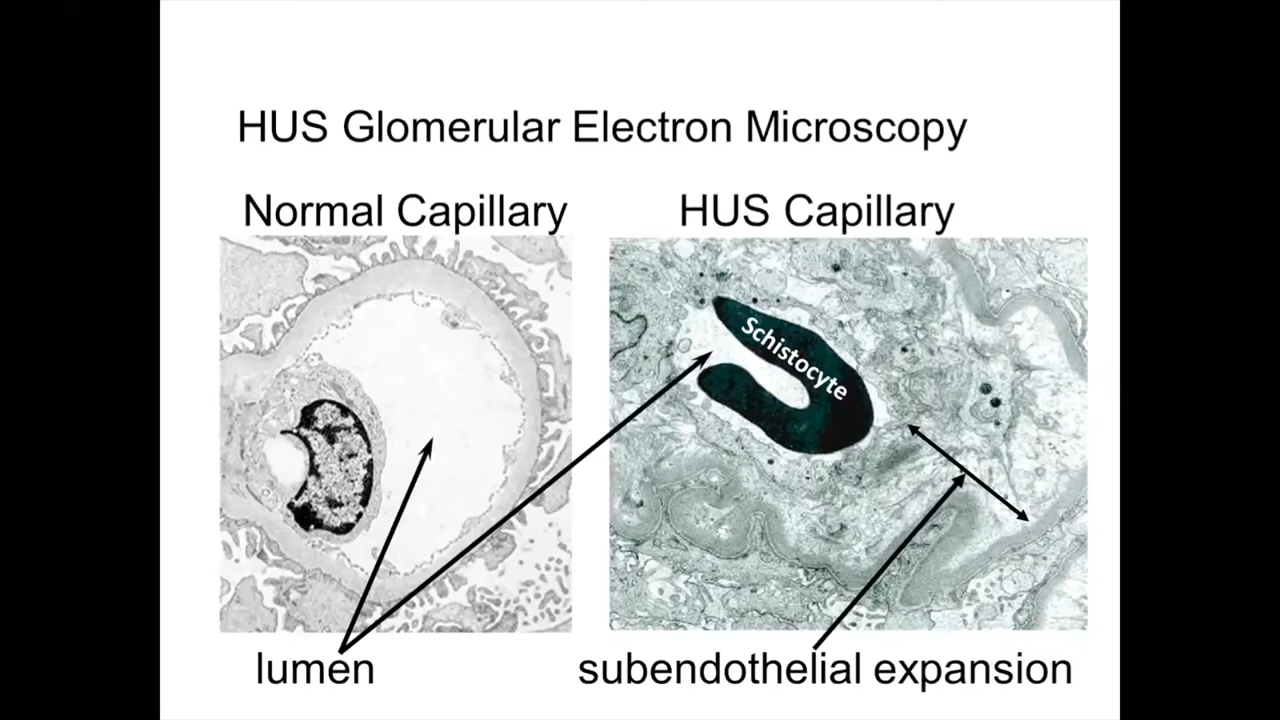 HUS Glomerular Electron Microscopy
Normal Capillary
HUS Capillary
Schistocyte
lumen
subendothelial expansion